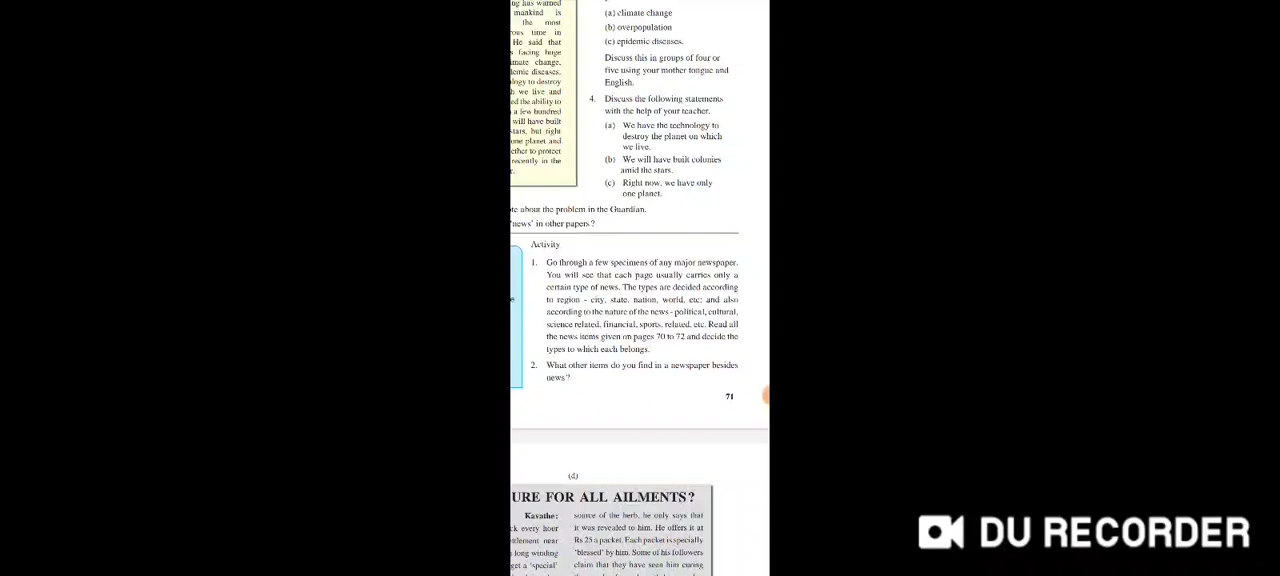 ng has warned
mankind is
the most
rous time in
He said that
s facing huge
imate change,
demic diseases,
ology to destroy
h we live and
ed the ability to
a few hundred
will have built
stars, but right
one planet and
ether to protect
recently in the
r.
(a) climate change
(b) overpopulation
(c) epidemic diseases.
Discuss this in groups of four or
five using your mother tongue and
English.
4. Discuss the following statements
with the help of your teacher.
(a) We have the technology to
destroy the planet on which
we live.
(b) We will have built colonies
amid the stars.
(c) Right now, we have only
one planet.
ote about the problem in the Guardian.
'news' in other papers ?
Activity
1. Go through a few specimens of any major newspaper.
You will see that each page usually carries only a
certain type of news. The types are decided according
to region - city, state, nation, world, etc; and also
according to the nature of the news - political, cultural,
science related, financial, sports, related, etc. Read all
the news items given on pages 70 to 72 and decide the
types to which each belongs.
2. What other items do you find in a newspaper besides
news ?
71
(d)
URE FOR ALL AILMENTS?
Kavathe:
ck every hour
ettlement near
long winding
get a 'special'
source of the herb, he only says that
it was revealed to him. He offers it at
Rs 25 a packet. Each packet is specially
'blessed' by him. Some of his followers
claim that they have seen him curing
DU RECORDER